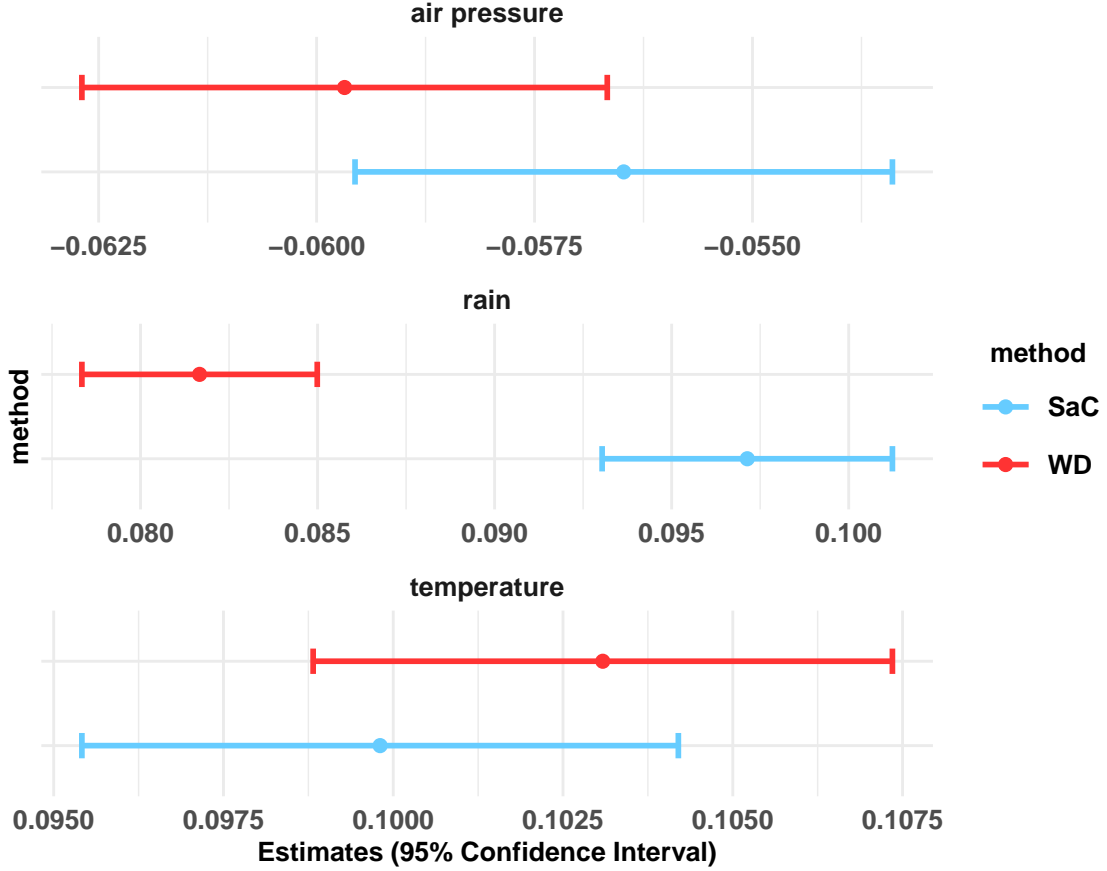 air pressure
−0.0625 −0.0600 −0.0575 −0.0550
rain
0.080 0.085 0.090 0.095 0.100
temperature
0.0950 0.0975 0.1000 0.1025 0.1050 0.1075
Estimates (95% Confidence Interval)
method
method
SaC
WD